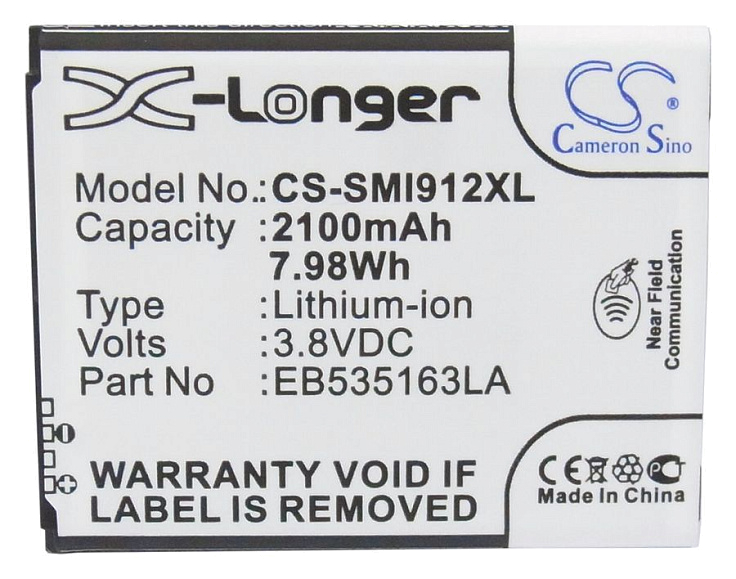 X-Longer
CS®
Cameron Sino
Model No.:CS-SMI912XL
Capacity :2100mAh
7.98Wh
Type :Lithium-ion
Volts :3.8VDC
Part No. :EB535163LA
Near Field
Communication
WARRANTY VOID IF
LABEL IS REMOVED
CE PCT
Made In China